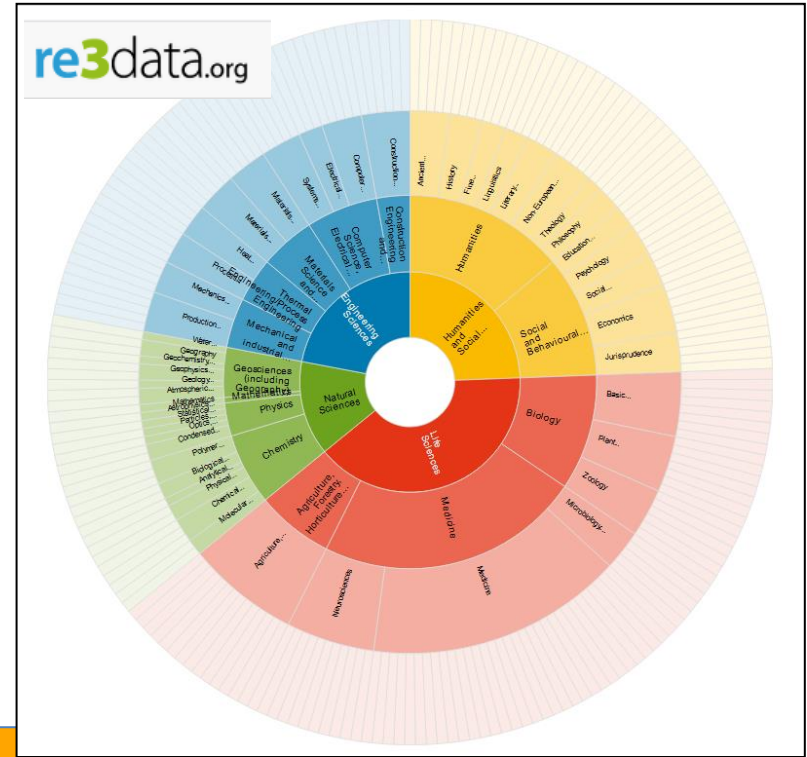 re3data.org
Humanities
and
Social...
Humanities
Ancient...
History
Fine...
Linguistics
Literary...
Non-European...
Theology
Philosophy
Social
and
Behavioural...
Education...
Psychology
Social...
Economics
Jurisprudence
Life
Sciences
Biology
Basic...
Plant...
Zoology
Microbiology...
Medicine
Medicine
Neurosciences
Agriculture,
Forestry,
Horticulture...
Agriculture,...
Natural
Sciences
Chemistry
Molecular...
Chemical...
Physical...
Analytical...
Biological...
Polymer...
Physics
Condensed...
Optics,...
Particles,...
Statistical...
Mathematics
Mathematics
Geosciences
(including
Geography)
Atmospheric...
Geology...
Geophysics...
Geochemistry...
Geography
Water...
Engineering
Sciences
Mechanical
and
industrial...
Production...
Mechanics...
Thermal
Engineering/Process
Engineering
Process...
Heat...
Materials
Science
and...
Materials...
Materials...
Computer
Science,
Electrical...
Systems...
Electrical...
Computer...
Construction
Engineering
and...
Construction...